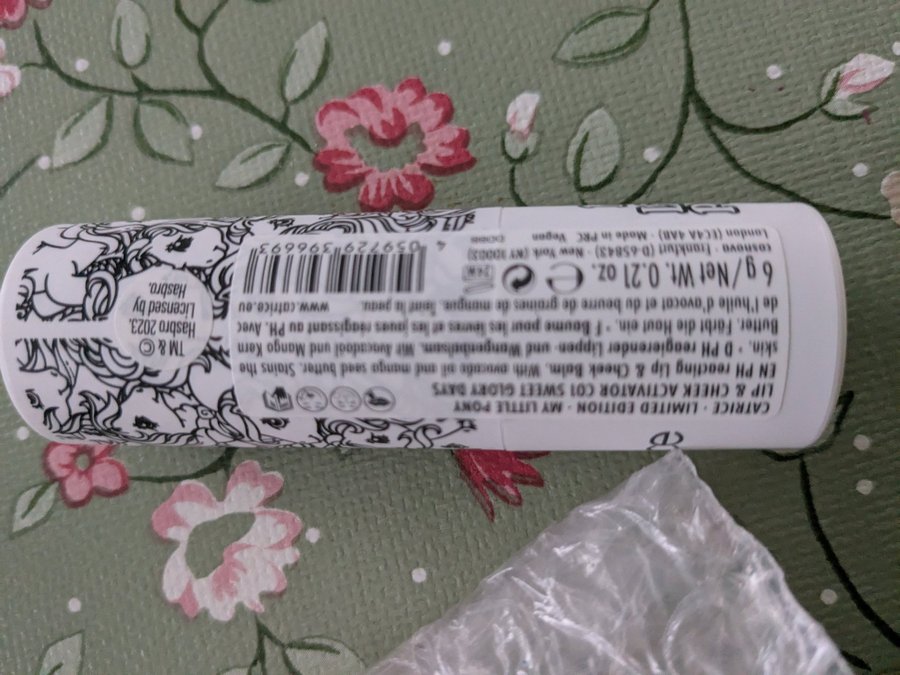 CATRICE · LIMITED EDITION · MY LITTLE PONY
LIP & CHEEK ACTIVATOR C01 SWEET GLORY DAYS
EN PH reacting Lip & Cheek Balm. With avocado oil and mango seed butter. Stains the
skin. · D PH reagierender Lippen- und Wangenbalsam. Mit Avocadoöl und Mango Kern
Butter. Färbt die Haut ein. · F Baume pour les lèvres et les joues réagissant au PH. Avec
de l'huile d'avocat et du beurre de graines de mangue. Teint la peau.
www.catrice.eu
6 g / Net Wt. 0.21 oz.
24M
cosnova · Frankfurt (D-65843) · New York (NY 10003)
London (EC4A 4AB) · Made in PRC · Vegan
4 059729 396693
TM & ©
Hasbro 2023.
Licensed by
Hasbro.
e